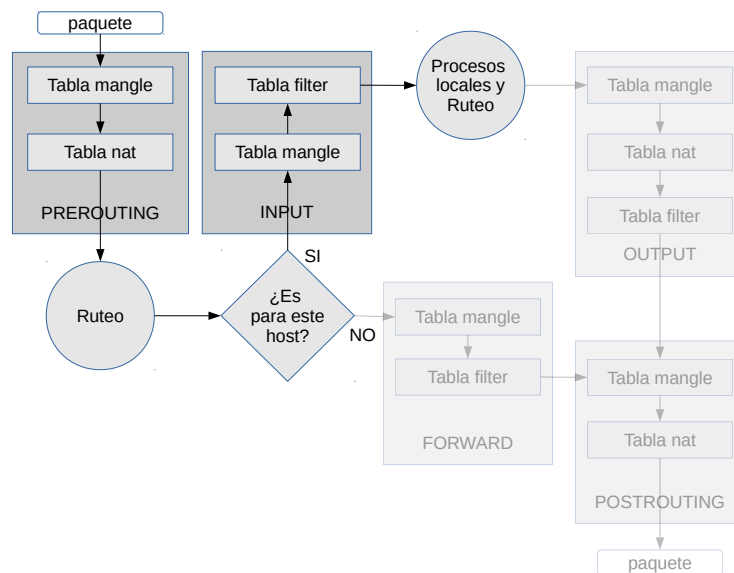 paquete
Tabla mangle
Tabla nat
PREROUTING
Tabla filter
Tabla mangle
INPUT
Procesos
locales y
Ruteo
Tabla mangle
Tabla nat
Tabla filter
OUTPUT
Ruteo
¿Es
para este
host?
SI
NO
Tabla mangle
Tabla filter
FORWARD
Tabla mangle
Tabla nat
POSTROUTING
paquete